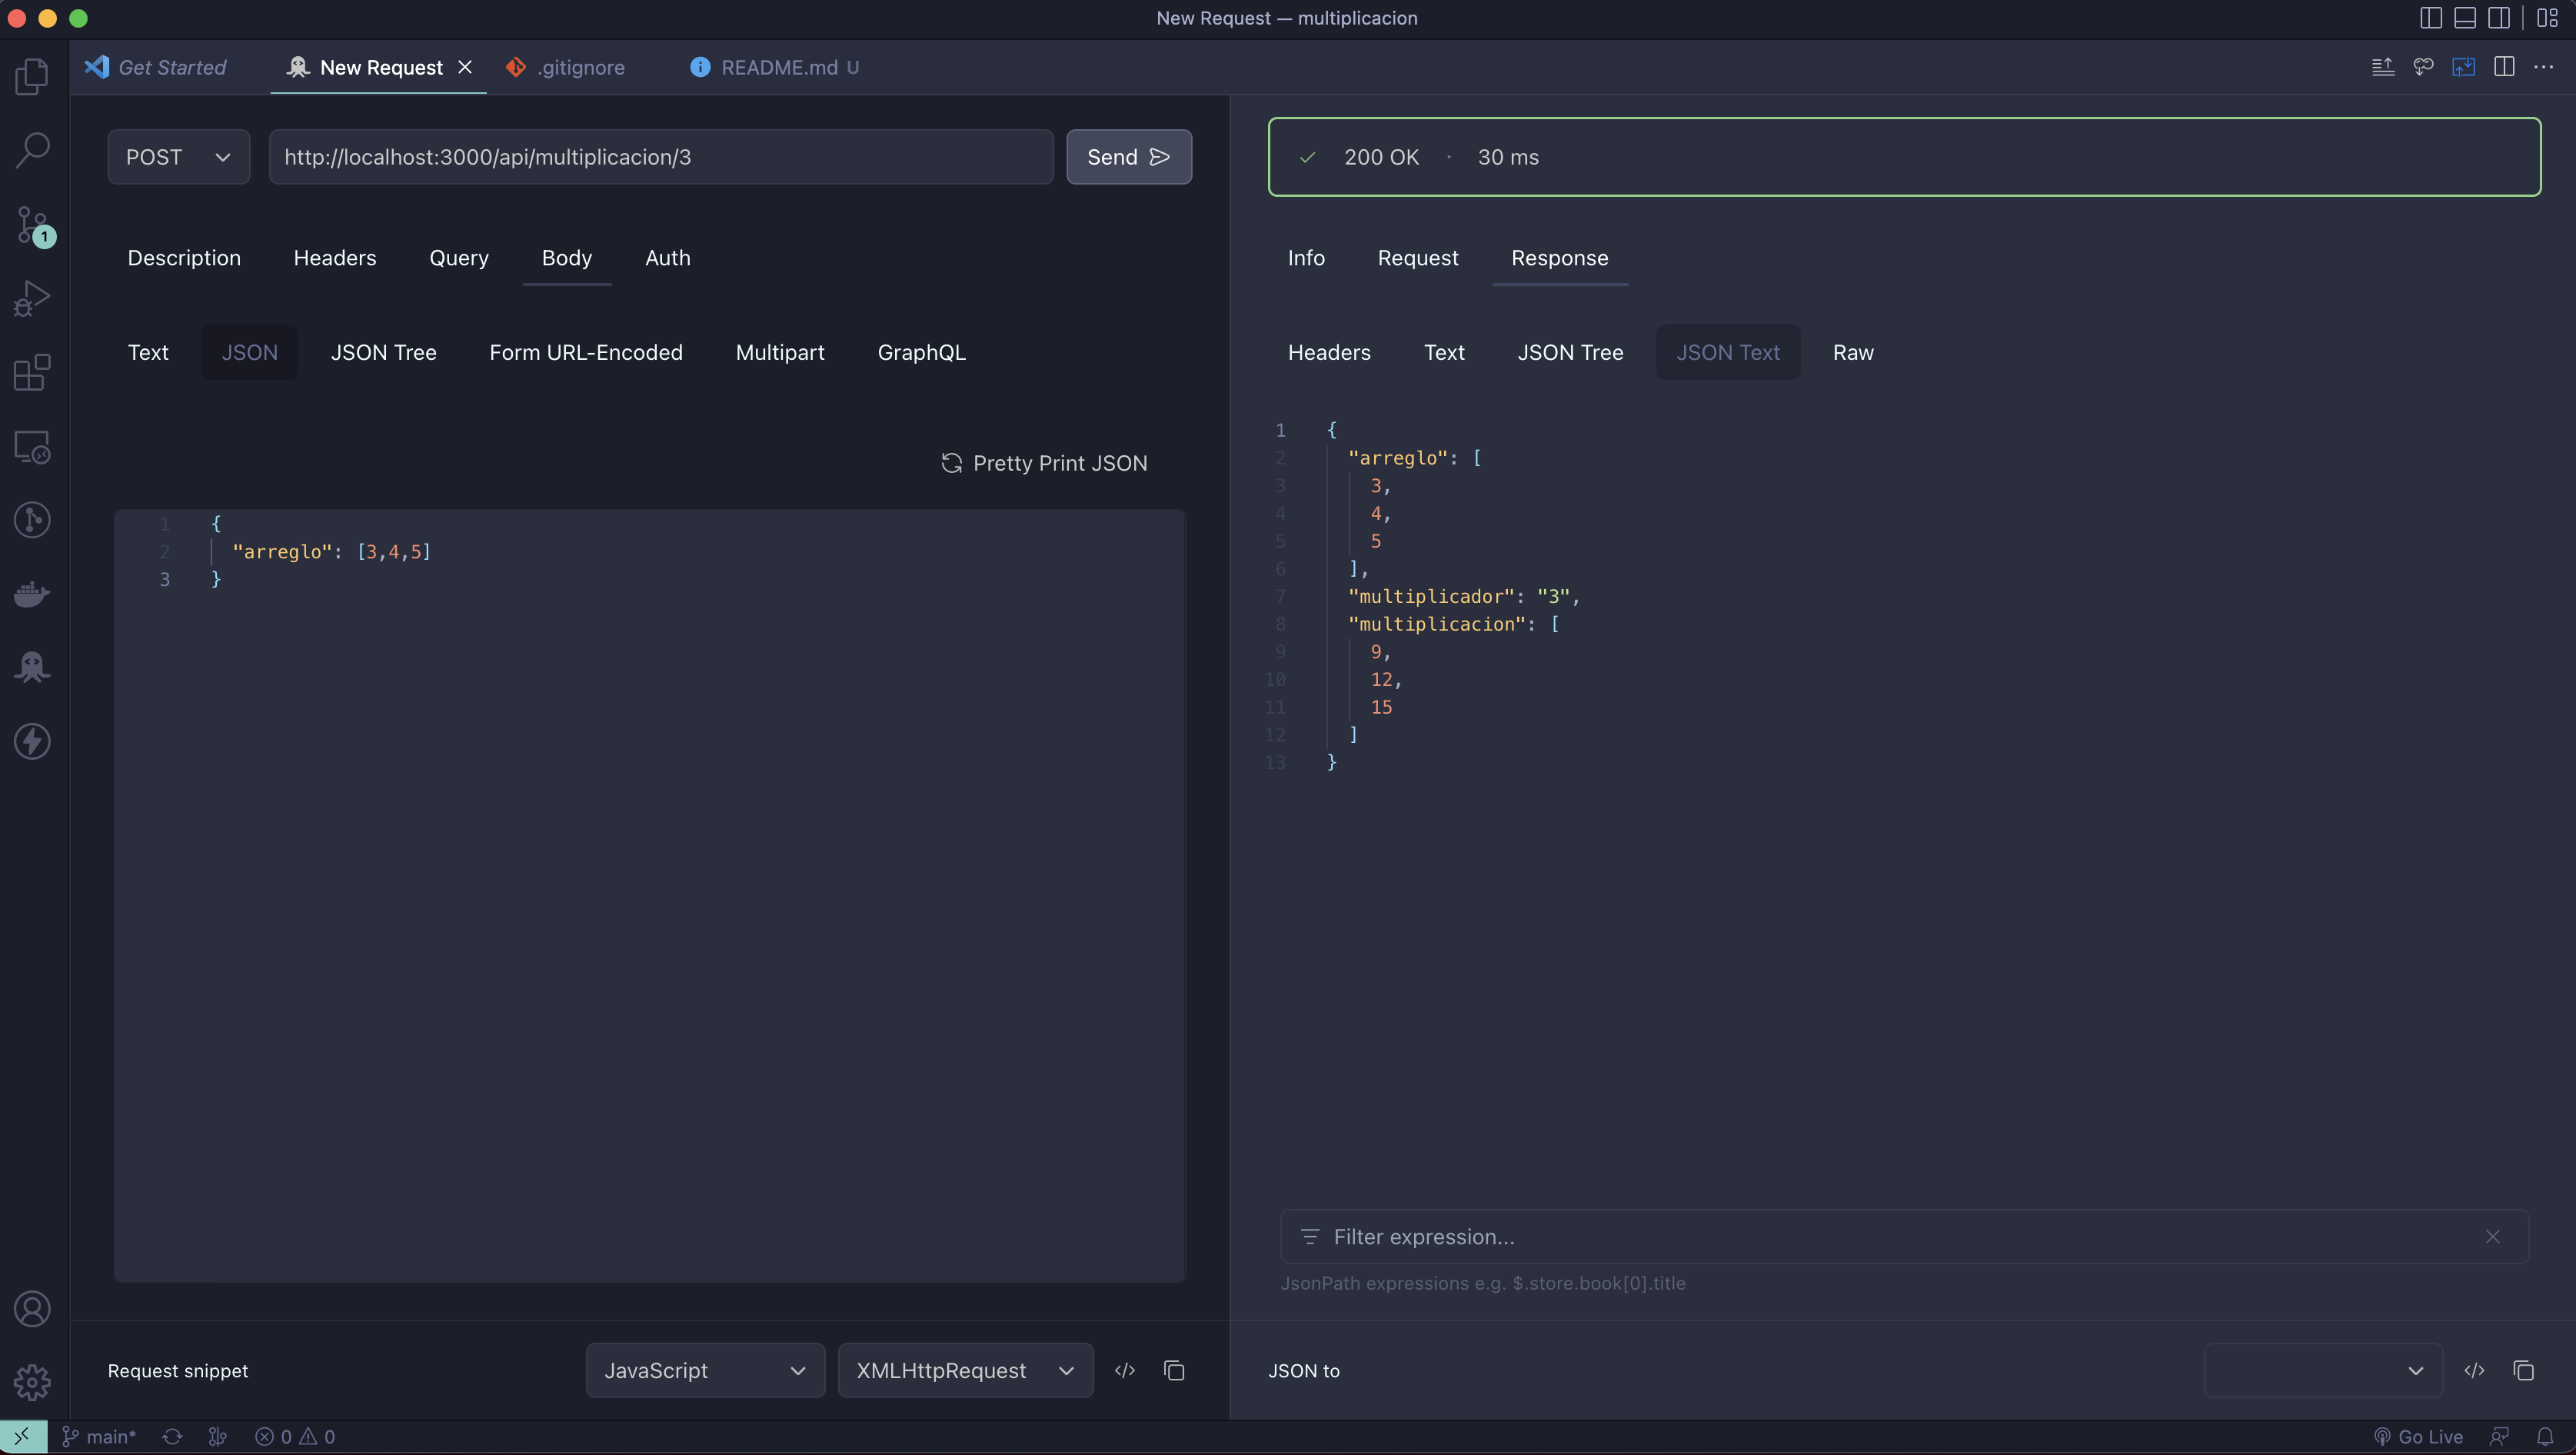 New Request — multiplicacion
Get Started New Request .gitignore README.md U
POST http://localhost:3000/api/multiplicacion/3 Send
200 OK · 30 ms
1
Description Headers Query Body Auth
Info Request Response
Text JSON JSON Tree Form URL-Encoded Multipart GraphQL
Headers Text JSON Tree JSON Text Raw
Pretty Print JSON
1 {
2 "arreglo": [3,4,5]
3 }
1 {
2 "arreglo": [
3 3,
4 4,
5 5
6 ],
7 "multiplicador": "3",
8 "multiplicacion": [
9 9,
10 12,
11 15
12 ]
13 }
Filter expression...
JsonPath expressions e.g. $.store.book[0].title
Request snippet JavaScript XMLHttpRequest
JSON to
main* 0 0 Go Live